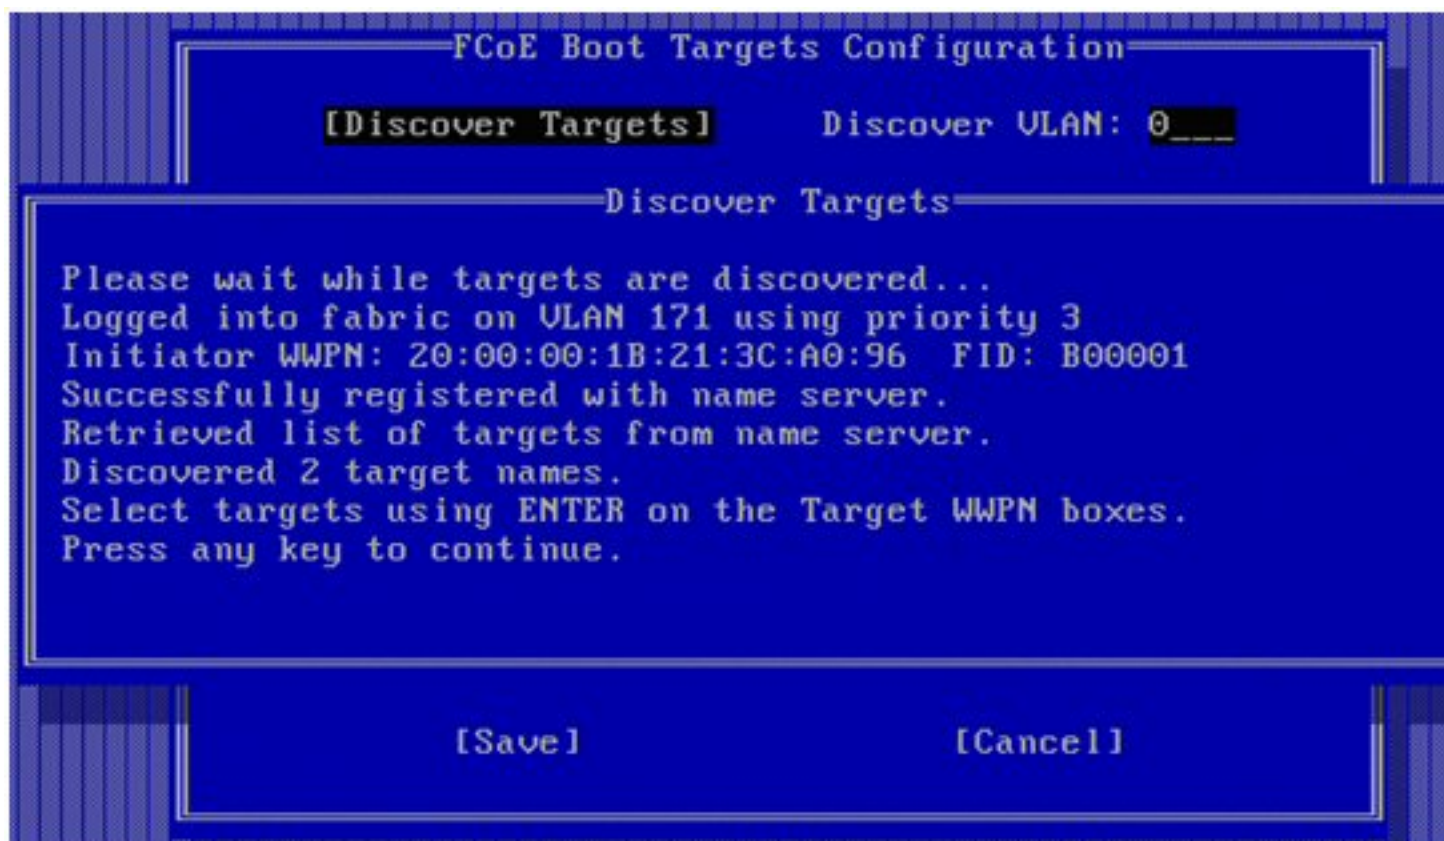 FCoE Boot Targets Configuration
[Discover Targets] Discover VLAN: 0___
Discover Targets
Please wait while targets are discovered...
Logged into fabric on VLAN 171 using priority 3
Initiator WWPN: 20:00:00:1B:21:3C:A0:96 FID: B00001
Successfully registered with name server.
Retrieved list of targets from name server.
Discovered 2 target names.
Select targets using ENTER on the Target WWPN boxes.
Press any key to continue.
[Save] [Cancel]